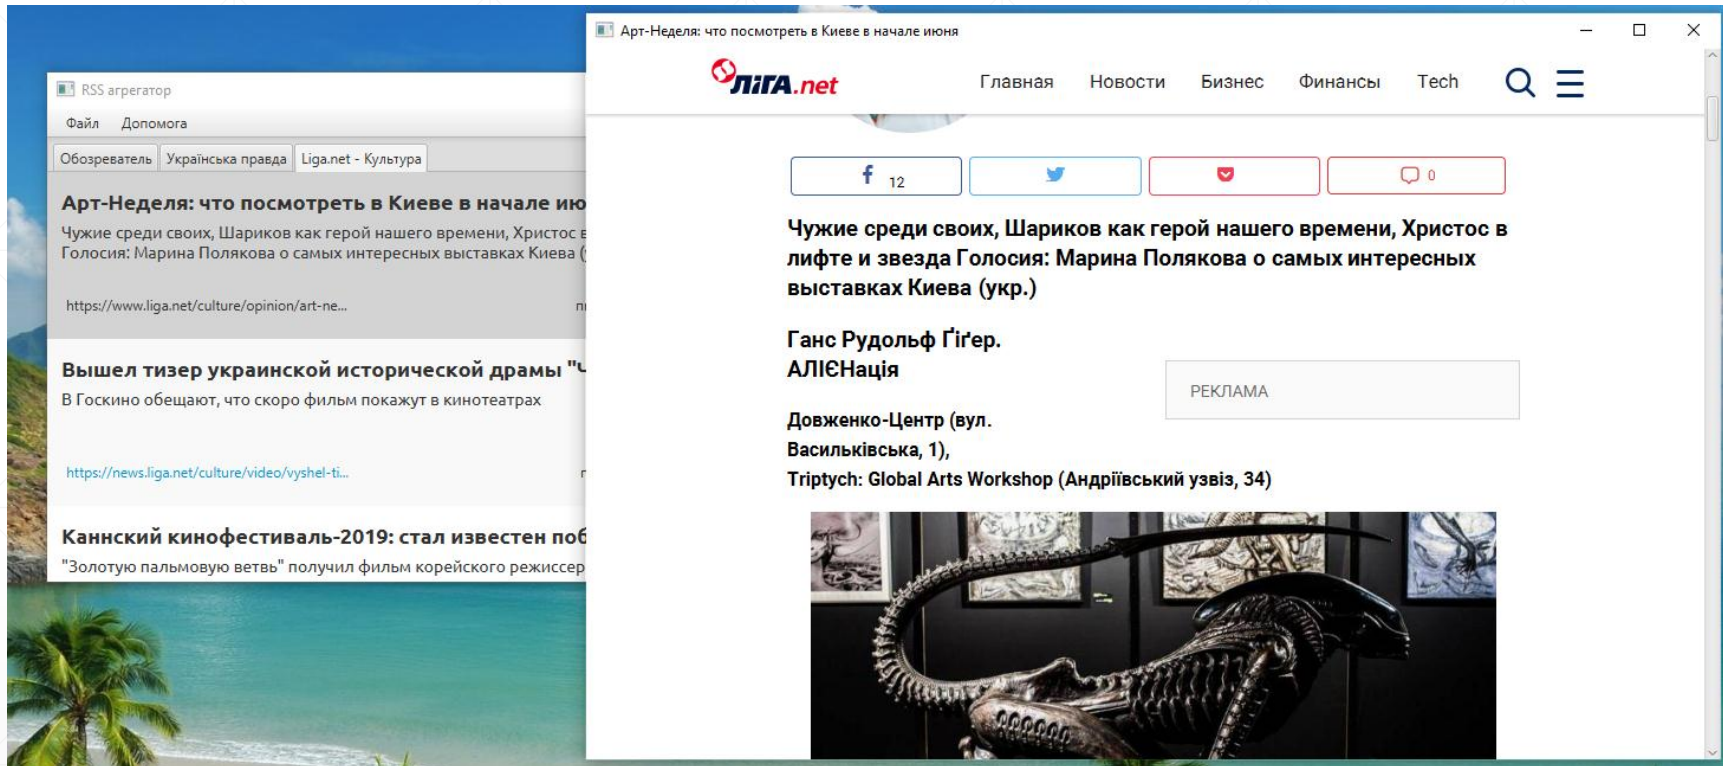 RSS агрегатор
Файл Допомога
Обозреватель Українська правда Liga.net - Культура
Арт-Неделя: что посмотреть в Киеве в начале ию
Чужие среди своих, Шариков как герой нашего времени, Христос в
Голосия: Марина Полякова о самых интересных выставках Киева (
https://www.liga.net/culture/opinion/art-ne...
Вышел тизер украинской исторической драмы "Ч
В Госкино обещают, что скоро фильм покажут в кинотеатрах
https://news.liga.net/culture/video/vyshel-ti...
Каннский кинофестиваль-2019: стал известен поб
"Золотую пальмовую ветвь" получил фильм корейского режиссер
Арт-Неделя: что посмотреть в Киеве в начале июня
ЛІГА.net Главная Новости Бизнес Финансы Tech
12 0
Чужие среди своих, Шариков как герой нашего времени, Христос в
лифте и звезда Голосия: Марина Полякова о самых интересных
выставках Киева (укр.)
Ганс Рудольф Ґіґер.
АЛІЄНація
РЕКЛАМА
Довженко-Центр (вул.
Васильківська, 1),
Triptych: Global Arts Workshop (Андріївський узвіз, 34)